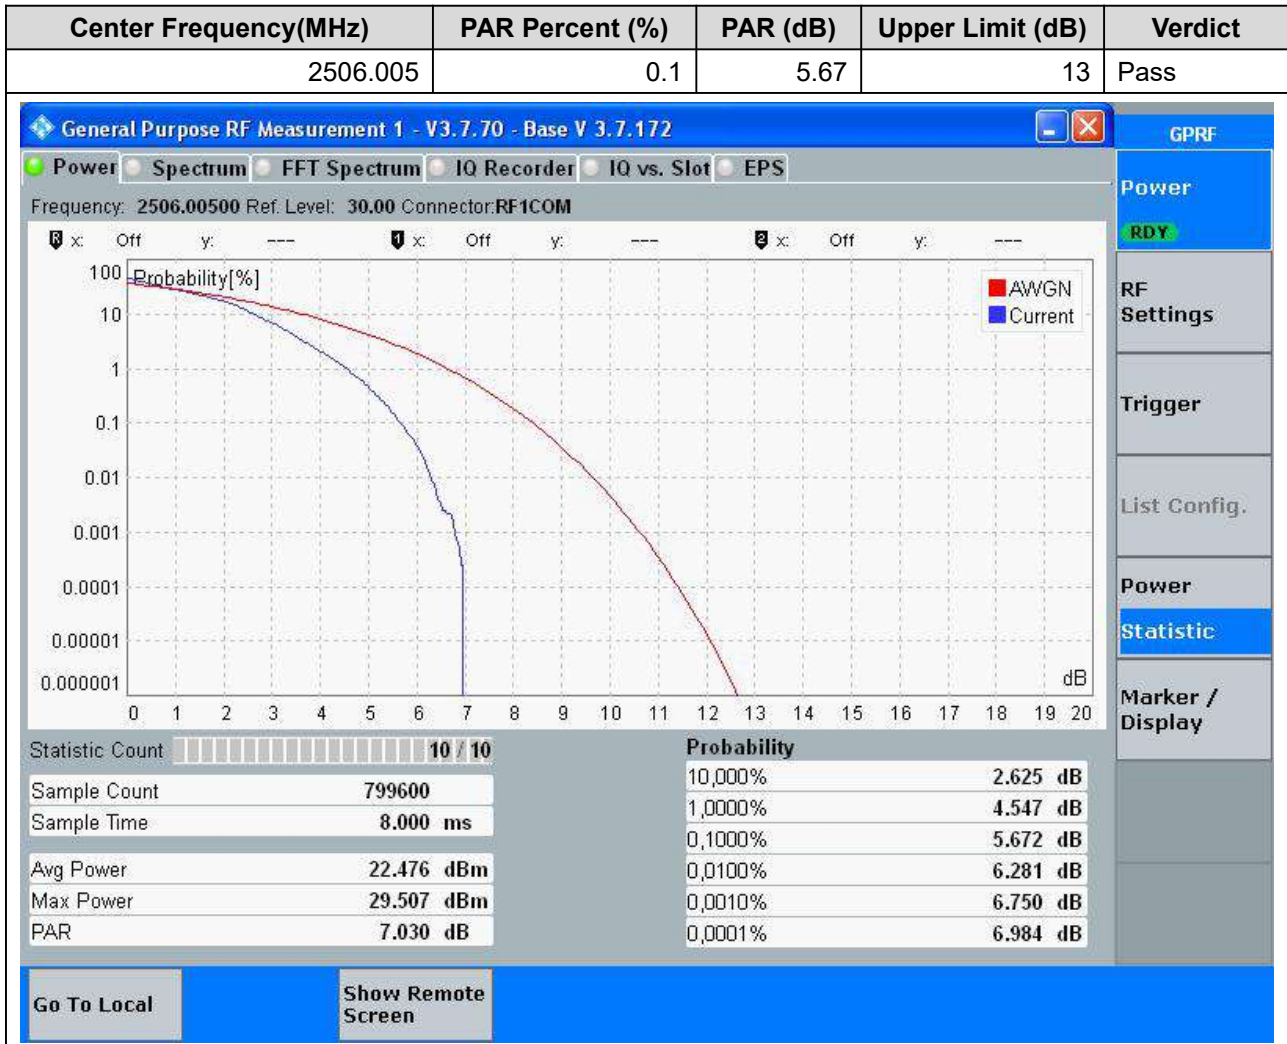 Center Frequency(MHz) PAR Percent (%) PAR (dB) Upper Limit (dB) Verdict
2506.005 0.1 5.67 13 Pass
General Purpose RF Measurement 1 - V3.7.70 - Base V 3.7.172
GPRF
Power Spectrum FFT Spectrum IQ Recorder IQ vs. Slot EPS
Frequency: 2506.00500 Ref. Level: 30.00 Connector:RF1COM
R x: Off y: --- 1 x: Off y: --- 2 x: Off y: ---
Probability[%]
AWGN
Current
100
10
1
0.1
0.01
0.001
0.0001
0.00001
0.000001
dB
0 1 2 3 4 5 6 7 8 9 10 11 12 13 14 15 16 17 18 19 20
Statistic Count 10 / 10
Sample Count 799600
Sample Time 8.000 ms
Avg Power 22.476 dBm
Max Power 29.507 dBm
PAR 7.030 dB
Probability
10,000% 2.625 dB
1,0000% 4.547 dB
0,1000% 5.672 dB
0,0100% 6.281 dB
0,0010% 6.750 dB
0,0001% 6.984 dB
Power
RDY
RF
Settings
Trigger
List Config.
Power
Statistic
Marker /
Display
Go To Local
Show Remote
Screen